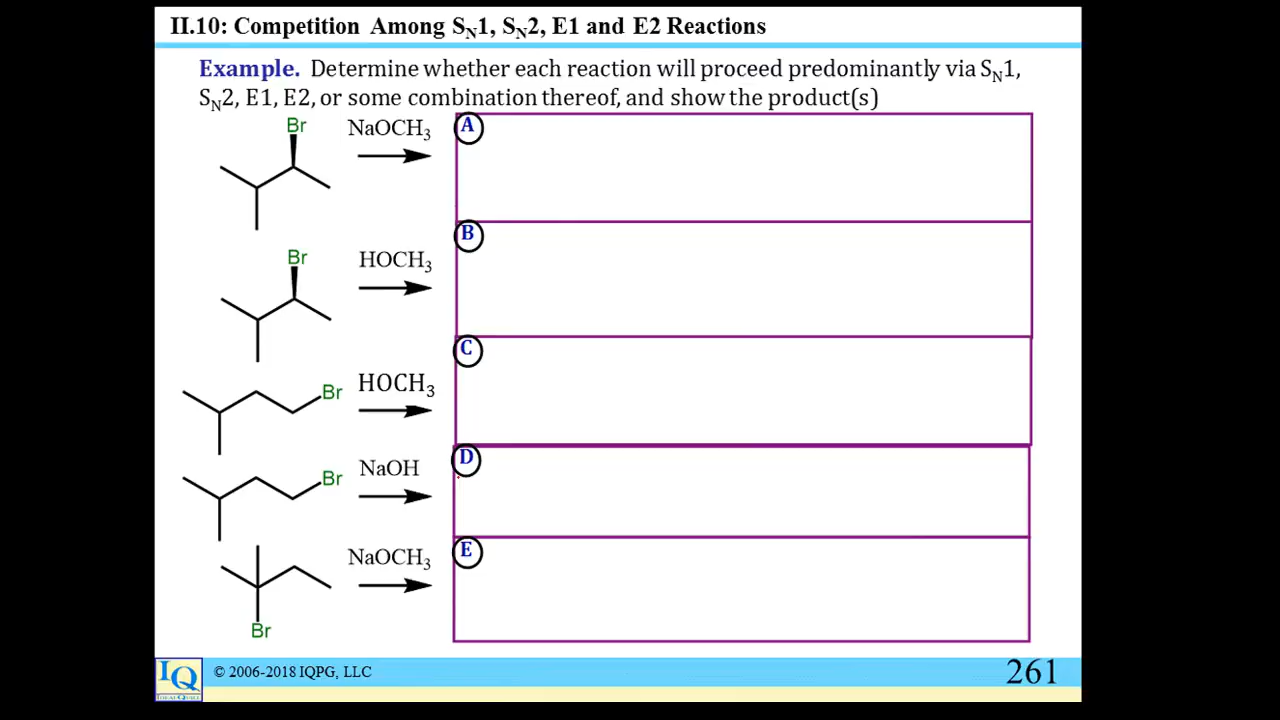 II.10: Competition Among SN1, SN2, E1 and E2 Reactions
Example. Determine whether each reaction will proceed predominantly via SN1,
SN2, E1, E2, or some combination thereof, and show the product(s)
Br
NaOCH3
A
Br
HOCH3
B
Br
HOCH3
C
Br
NaOH
D
NaOCH3
E
Br
IQ
© 2006-2018 IQPG, LLC
261